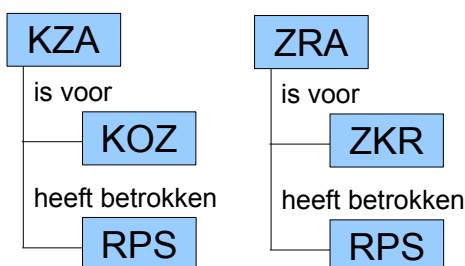 KZA
is voor
KOZ
heeft betrokken
RPS
ZRA
is voor
ZKR
heeft betrokken
RPS